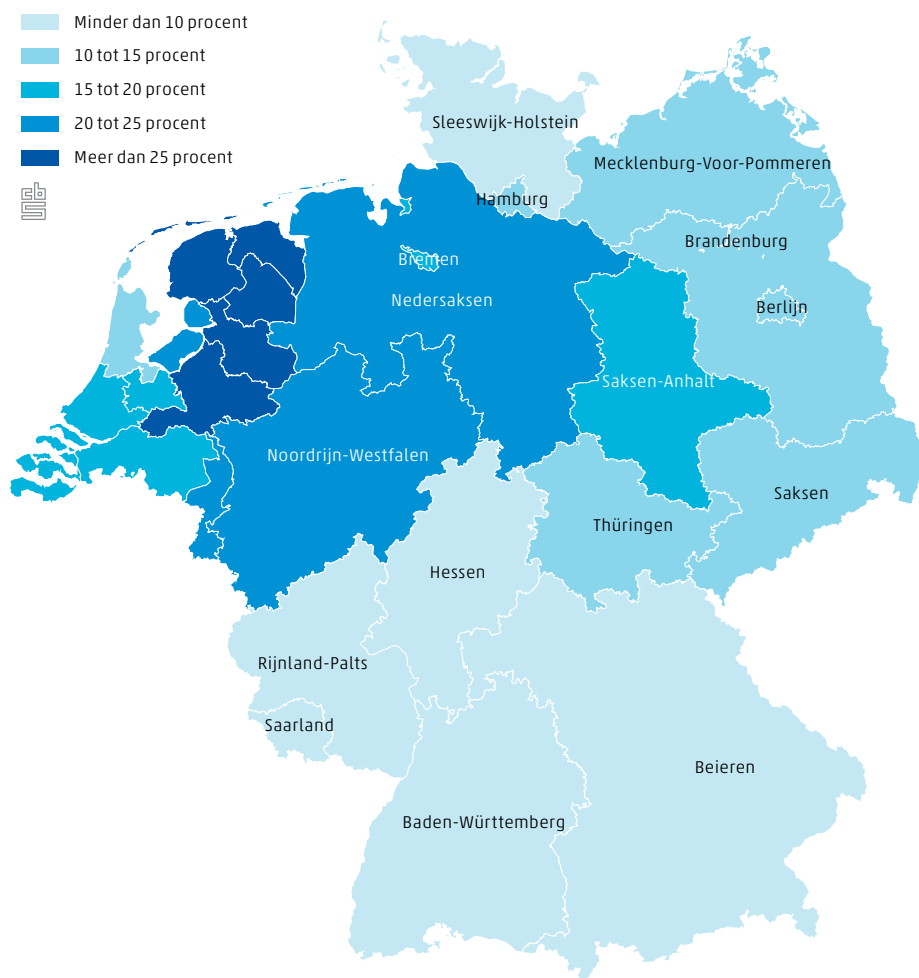 Minder dan 10 procent
10 tot 15 procent
15 tot 20 procent
20 tot 25 procent
Meer dan 25 procent
cbs
Sleeswijk-Holstein
Mecklenburg-Voor-Pommeren
Hamburg
Brandenburg
Bremen
Nedersaksen
Berlijn
Saksen-Anhalt
Noordrijn-Westfalen
Saksen
Thüringen
Hessen
Rijnland-Palts
Saarland
Beieren
Baden-Württemberg